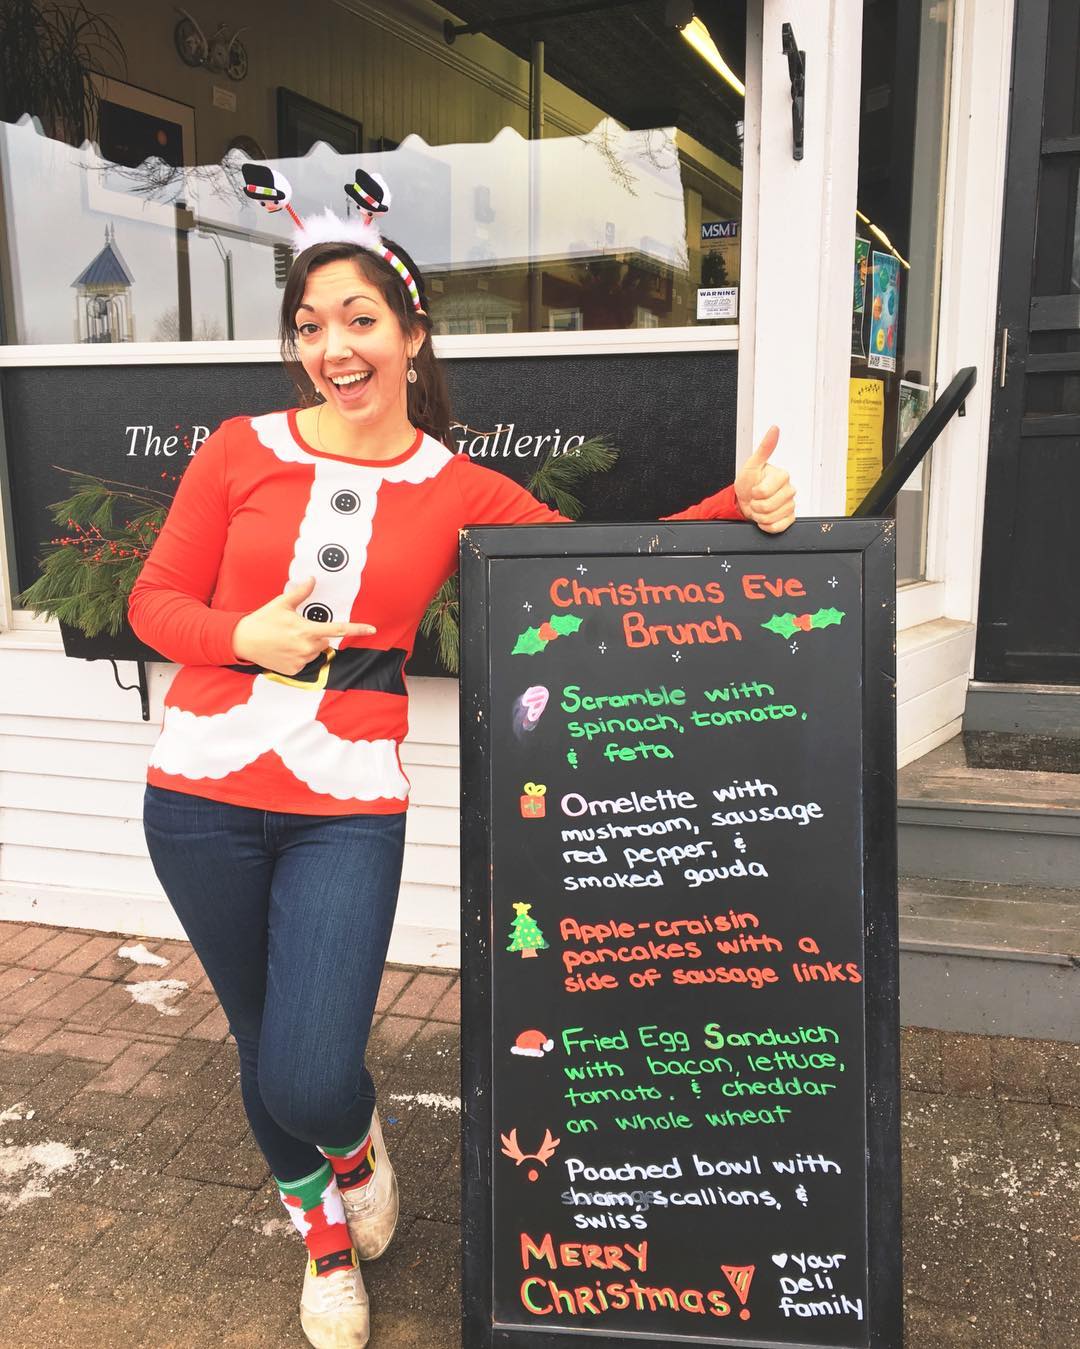 MSMT
WARNING
The B
Galleria
Christmas Eve
Brunch
Scramble with
spinach, tomato,
& feta
Omelette with
mushroom, sausage
red pepper, &
smoked gouda
Apple-craisin
pancakes with a
side of sausage links
Fried Egg Sandwich
with bacon, lettuce,
tomato. & cheddar
on whole wheat
Poached bowl with
ham, scallions, &
swiss
MERRY
Christmas!
♥ your
Deli
family